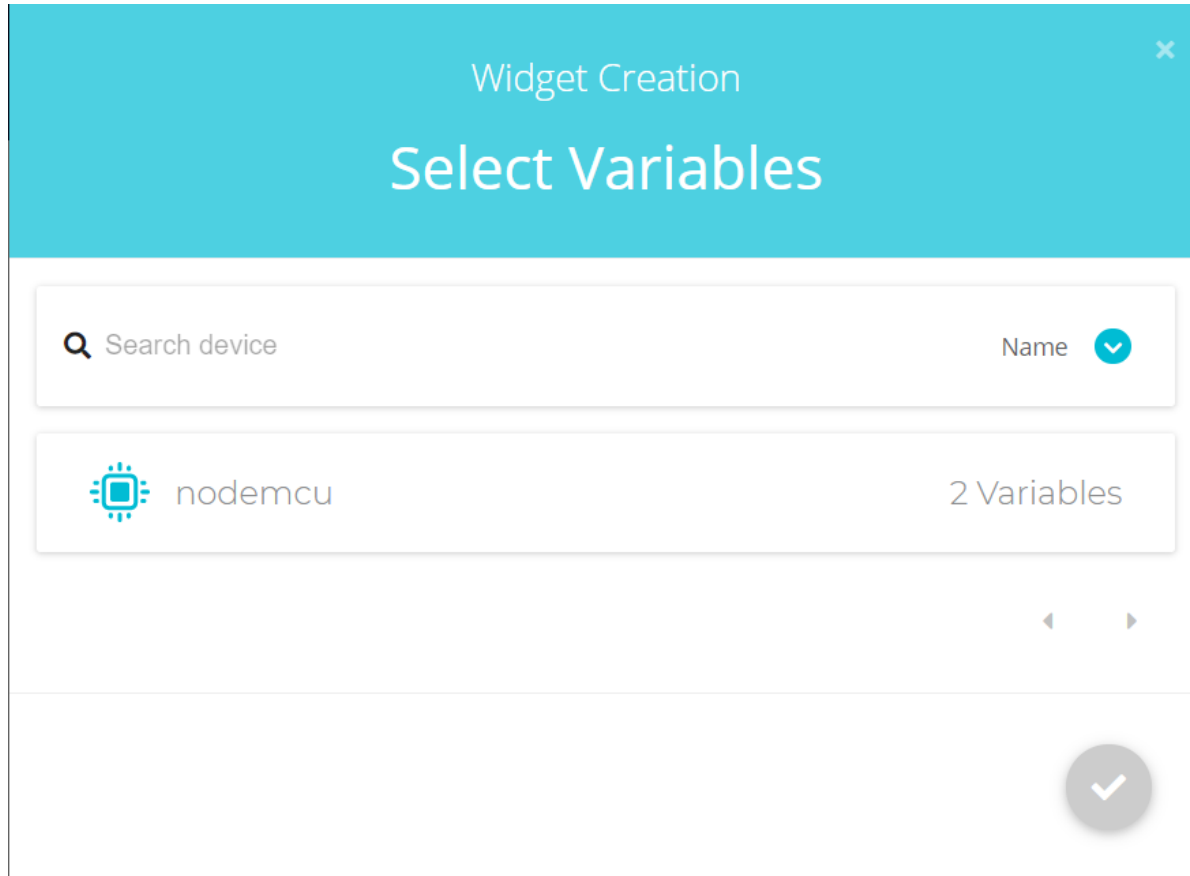 Widget Creation
Select Variables
Search device
Name
nodemcu
2 Variables